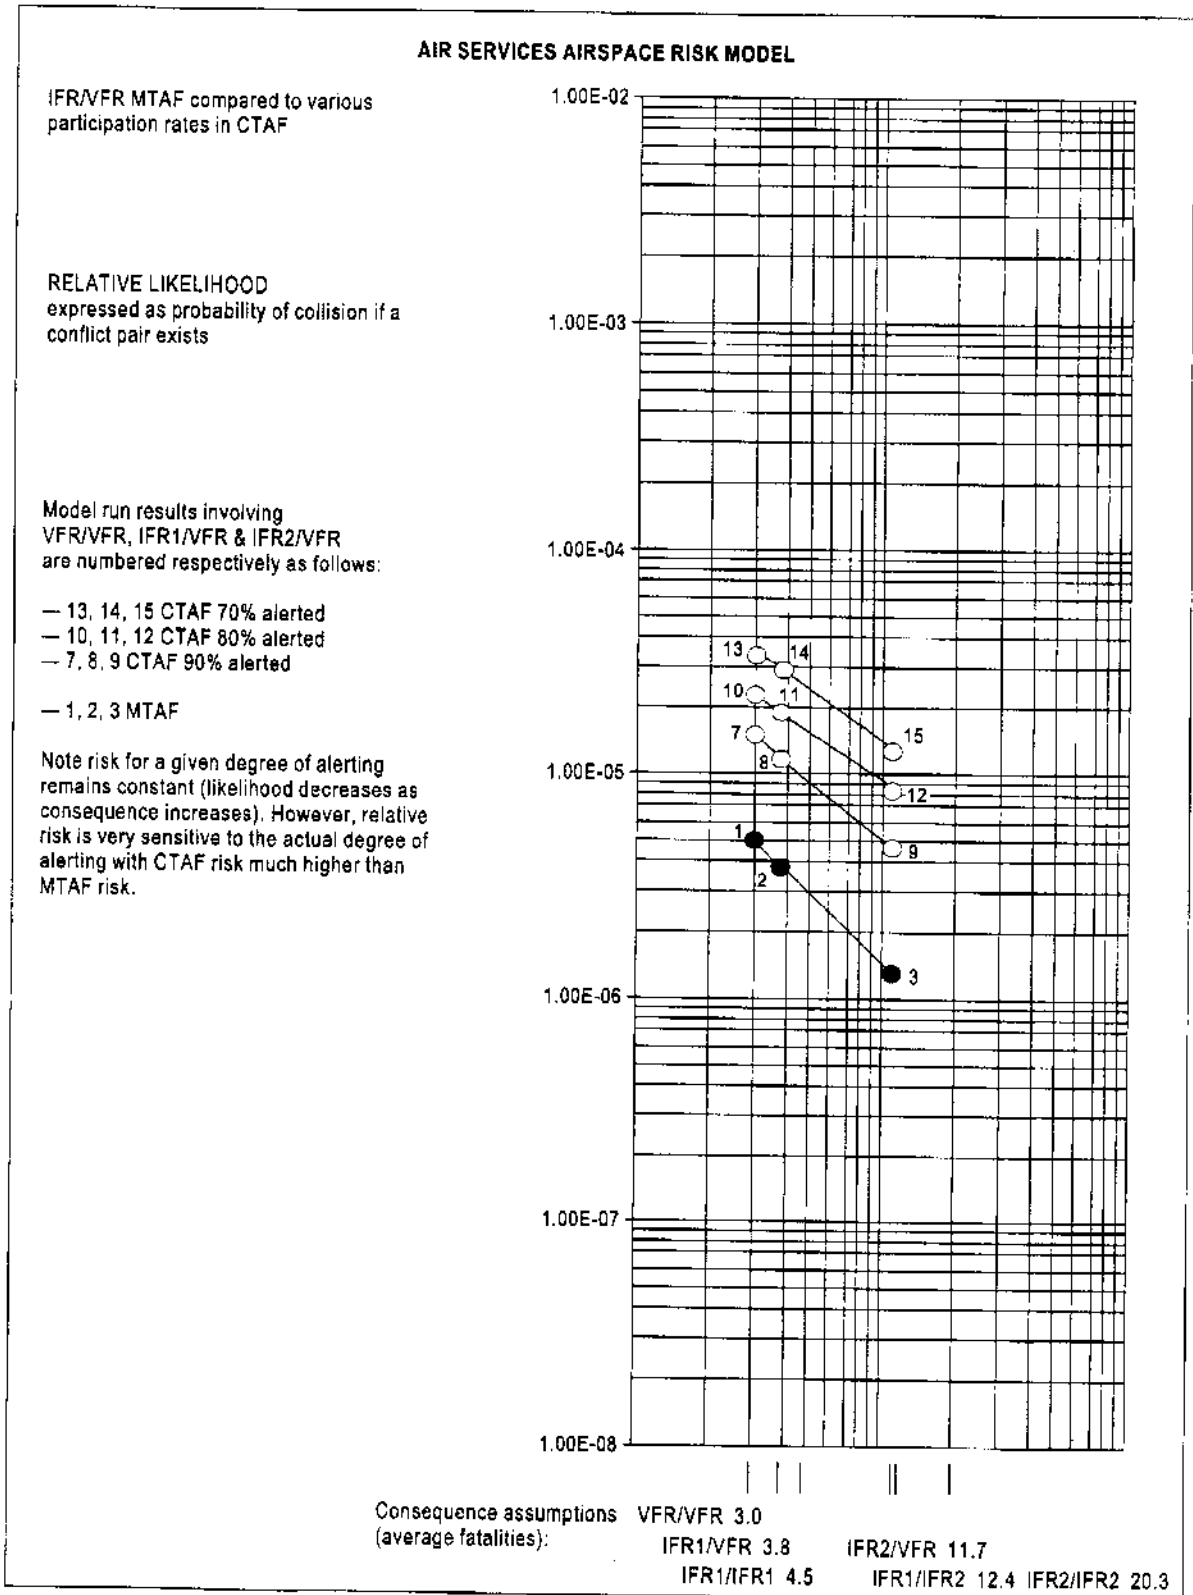 AIR SERVICES AIRSPACE RISK MODEL
IFR/VFR MTAF compared to various
participation rates in CTAF
RELATIVE LIKELIHOOD
expressed as probability of collision if a
conflict pair exists
Model run results involving
VFR/VFR, IFR1/VFR & IFR2/VFR
are numbered respectively as follows:
— 13, 14, 15 CTAF 70% alerted
— 10, 11, 12 CTAF 80% alerted
— 7, 8, 9 CTAF 90% alerted
— 1, 2, 3 MTAF
Note risk for a given degree of alerting
remains constant (likelihood decreases as
consequence increases). However, relative
risk is very sensitive to the actual degree of
alerting with CTAF risk much higher than
MTAF risk.
1.00E-02
1.00E-03
1.00E-04
13
14
10
11
15
7
8
1.00E-05
12
1
9
2
3
1.00E-06
1.00E-07
1.00E-08
Consequence assumptions VFR/VFR 3.0
(average fatalities):
IFR1/VFR 3.8 IFR2/VFR 11.7
IFR1/IFR1 4.5 IFR1/IFR2 12.4 IFR2/IFR2 20.3